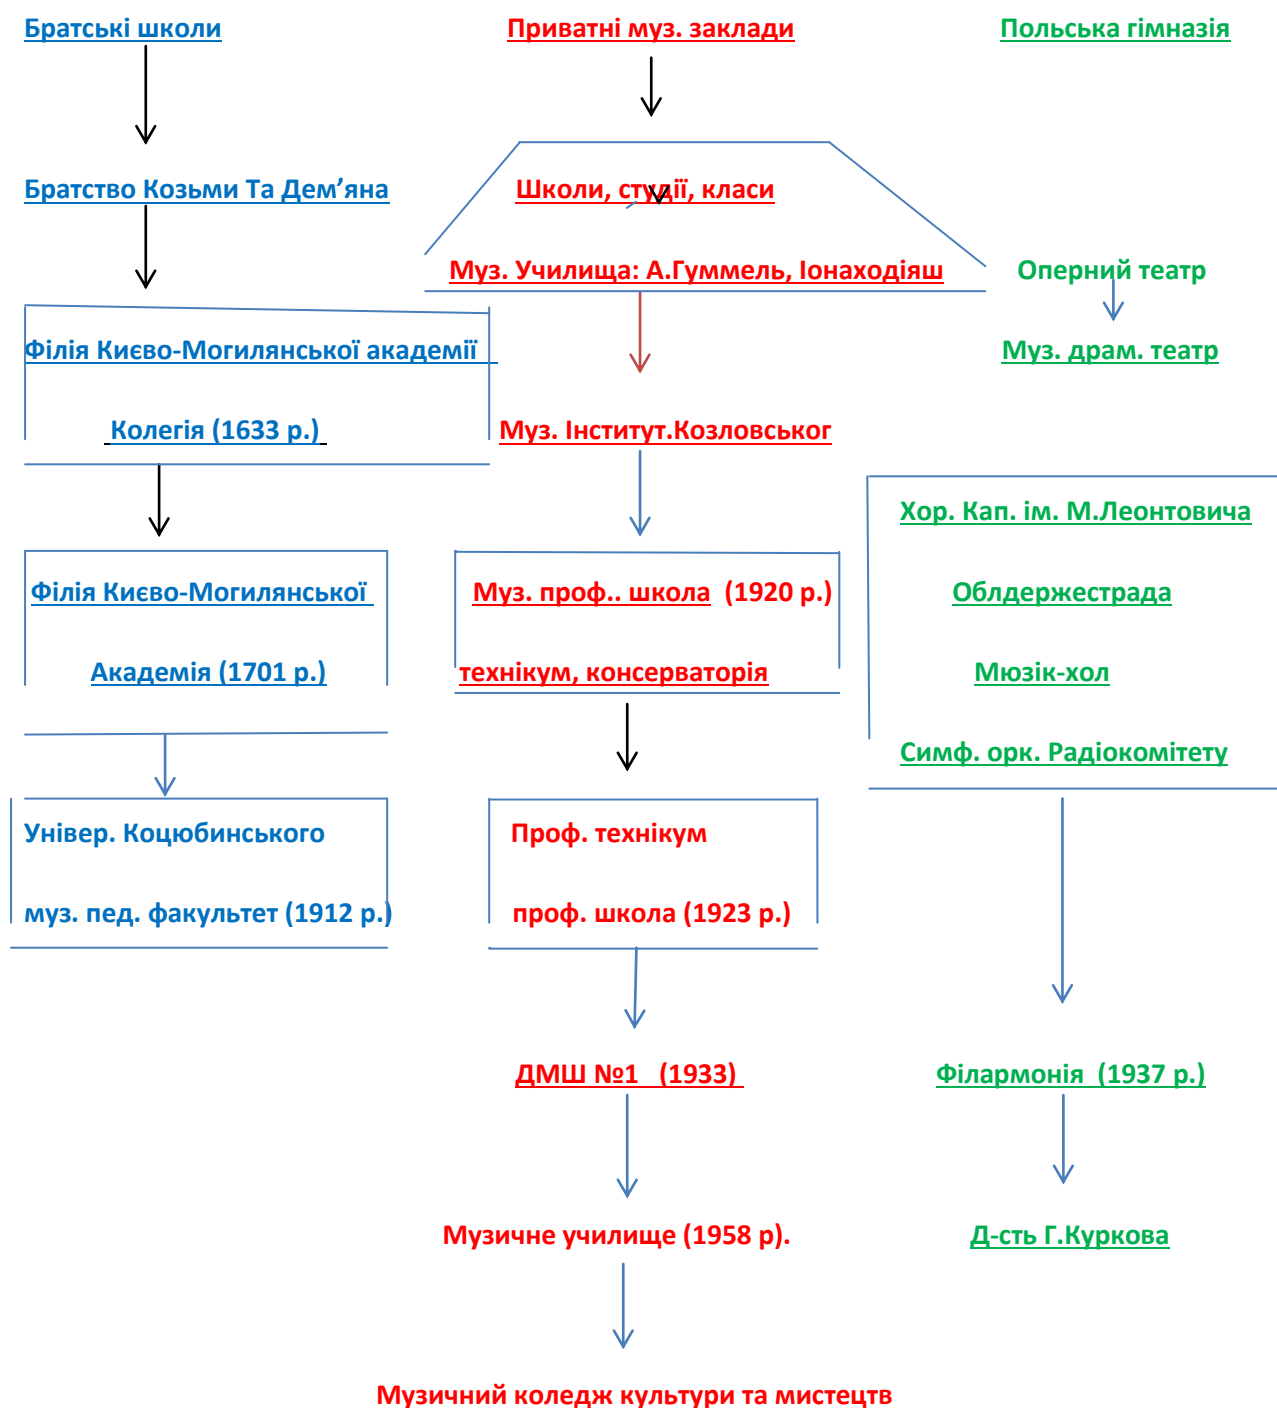 Братські школи
Приватні муз. заклади
Польська гімназія
Братство Козьми Та Дем’яна
Школи, студії, класи
Муз. Училища: А.Гуммель, Іонаходіяш
Оперний театр
Філія Києво-Могилянської академії
Муз. драм. театр
Колегія (1633 р.)
Муз. Інститут.Козловськог
Хор. Кап. ім. М.Леонтовича
Філія Києво-Могилянської
Муз. проф.. школа (1920 р.)
Облдержестрада
Академія (1701 р.)
технікум, консерваторія
Мюзік-хол
Симф. орк. Радіокомітету
Універ. Коцюбинського
Проф. технікум
муз. пед. факультет (1912 р.)
проф. школа (1923 р.)
ДМШ №1 (1933)
Філармонія (1937 р.)
Музичне училище (1958 р).
Д-сть Г.Куркова
Музичний коледж культури та мистецтв